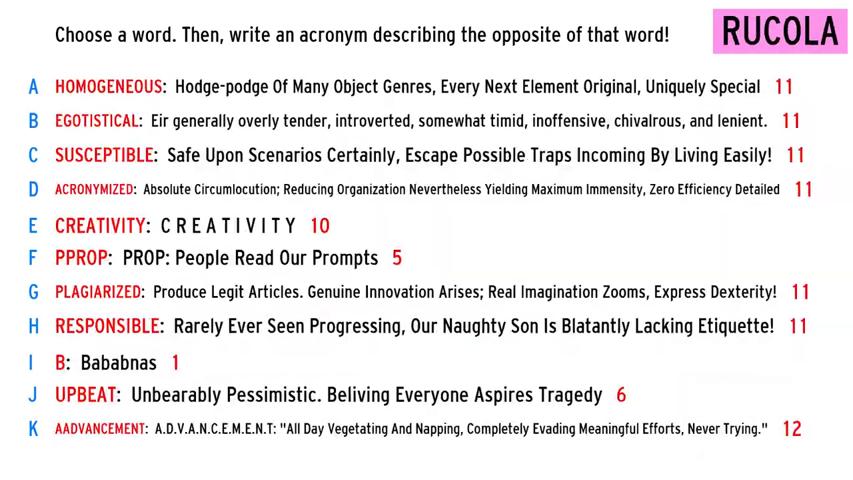 Choose a word. Then, write an acronym describing the opposite of that word!
RUCOLA
A HOMOGENEOUS: Hodge-podge Of Many Object Genres, Every Next Element Original, Uniquely Special 11
B EGOTISTICAL: Eir generally overly tender, introverted, somewhat timid, inoffensive, chivalrous, and lenient. 11
C SUSCEPTIBLE: Safe Upon Scenarios Certainly, Escape Possible Traps Incoming By Living Easily! 11
D ACRONYMIZED: Absolute Circumlocution; Reducing Organization Nevertheless Yielding Maximum Immensity, Zero Efficiency Detailed 11
E CREATIVITY: C R E A T I V I T Y 10
F PPROP: PROP: People Read Our Prompts 5
G PLAGIARIZED: Produce Legit Articles. Genuine Innovation Arises; Real Imagination Zooms, Express Dexterity! 11
H RESPONSIBLE: Rarely Ever Seen Progressing, Our Naughty Son Is Blatantly Lacking Etiquette! 11
I B: Bababnas 1
J UPBEAT: Unbearably Pessimistic. Beliving Everyone Aspires Tragedy 6
K AADVANCEMENT: A.D.V.A.N.C.E.M.E.N.T: "All Day Vegetating And Napping, Completely Evading Meaningful Efforts, Never Trying." 12